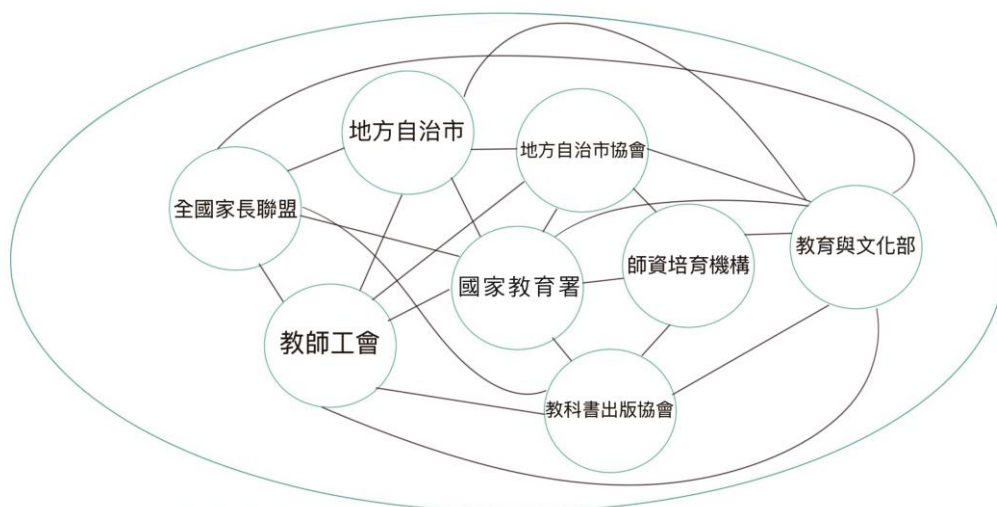 地方自治市
地方自治市協會
全國家長聯盟
教育與文化部
師資培育機構
國家教育署
教師工會
教科書出版協會